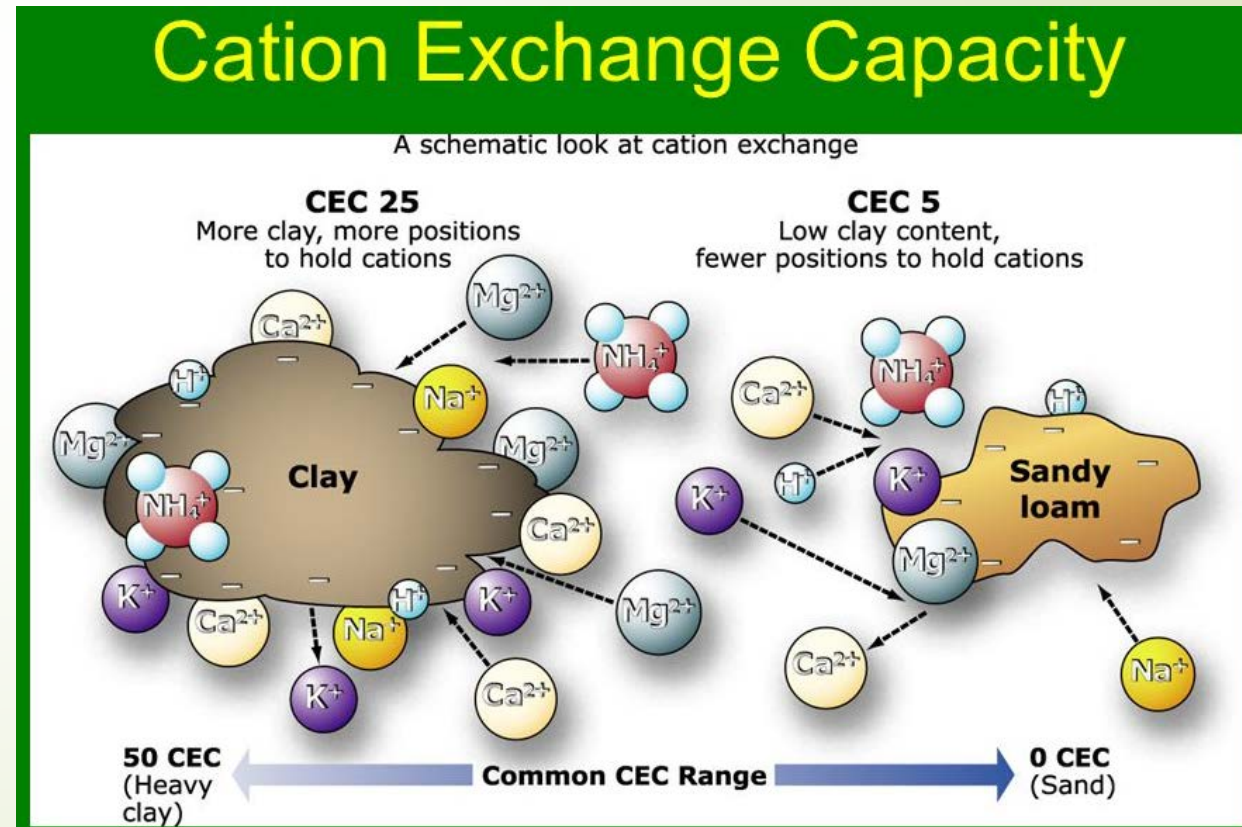 Cation Exchange Capacity
A schematic look at cation exchange
CEC 25
More clay, more positions
to hold cations
CEC 5
Low clay content,
fewer positions to hold cations
Mg²⁺
Ca²⁺
NH₄⁺
NH₄⁺
H⁺
Na⁺
Ca²⁺
H⁺
Mg²⁺
Mg²⁺
Clay
K⁺
H⁺
K⁺
Sandy
loam
NH₄⁺
Ca²⁺
Mg²⁺
K⁺
Ca²⁺
Na⁺
H⁺
K⁺
Mg²⁺
K⁺
Ca²⁺
Ca²⁺
Na⁺
50 CEC
(Heavy
clay)
Common CEC Range
0 CEC
(Sand)